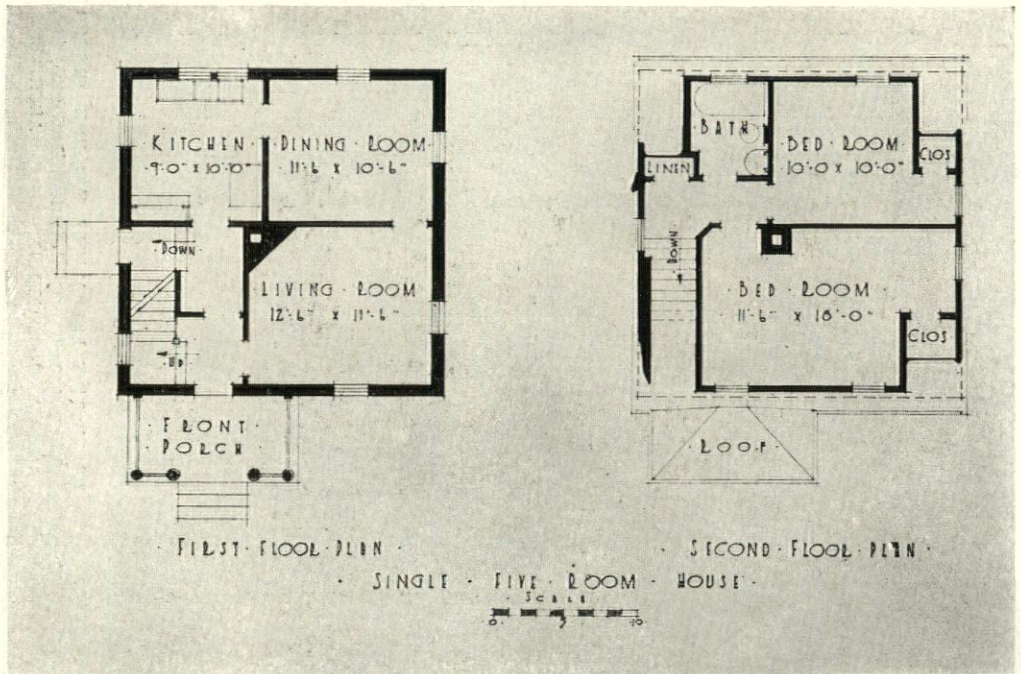 KITCHEN
9'-0" X 10'-0"
DINING · ROOM
11'-6 X 10'-6"
DOWN
LIVING · ROOM
12'-6" X 11'-6"
UP
· FRONT ·
· PORCH ·
BATH
LINEN
BED · ROOM
10'-0 X 10'-0"
CLOS
DOWN
· BED · ROOM ·
11'-6" X 18'-0"
CLOS
· ROOF ·
· FIRST · FLOOR · PLAN ·
· SECOND · FLOOR · PLAN ·
· SINGLE · FIVE · ROOM · HOUSE ·
· SCALE ·
0 5 10